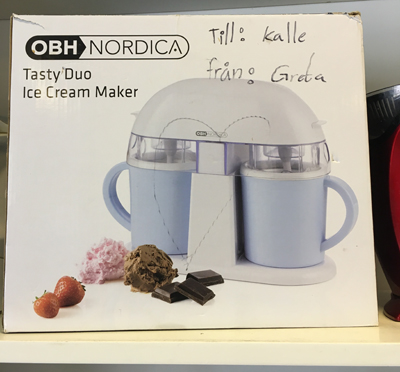 OBH NORDICA
Till: Kalle
från: Greta
Tasty Duo
Ice Cream Maker
OBH